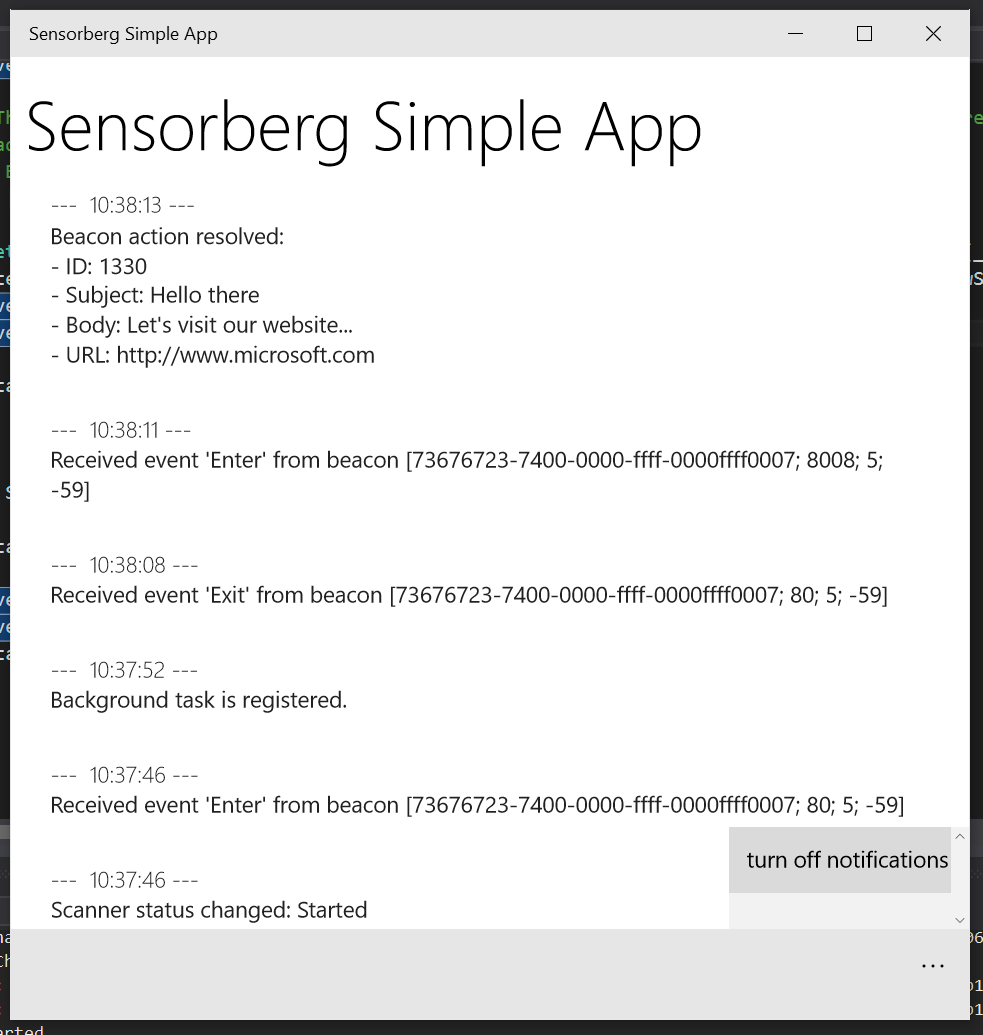 Sensorberg Simple App
Sensorberg Simple App
--- 10:38:13 ---
Beacon action resolved:
- ID: 1330
- Subject: Hello there
- Body: Let's visit our website...
- URL: http://www.microsoft.com
--- 10:38:11 ---
Received event 'Enter' from beacon [73676723-7400-0000-ffff-0000ffff0007; 8008; 5;
-59]
--- 10:38:08 ---
Received event 'Exit' from beacon [73676723-7400-0000-ffff-0000ffff0007; 80; 5; -59]
--- 10:37:52 ---
Background task is registered.
--- 10:37:46 ---
Received event 'Enter' from beacon [73676723-7400-0000-ffff-0000ffff0007; 80; 5; -59]
--- 10:37:46 ---
Scanner status changed: Started
turn off notifications
...